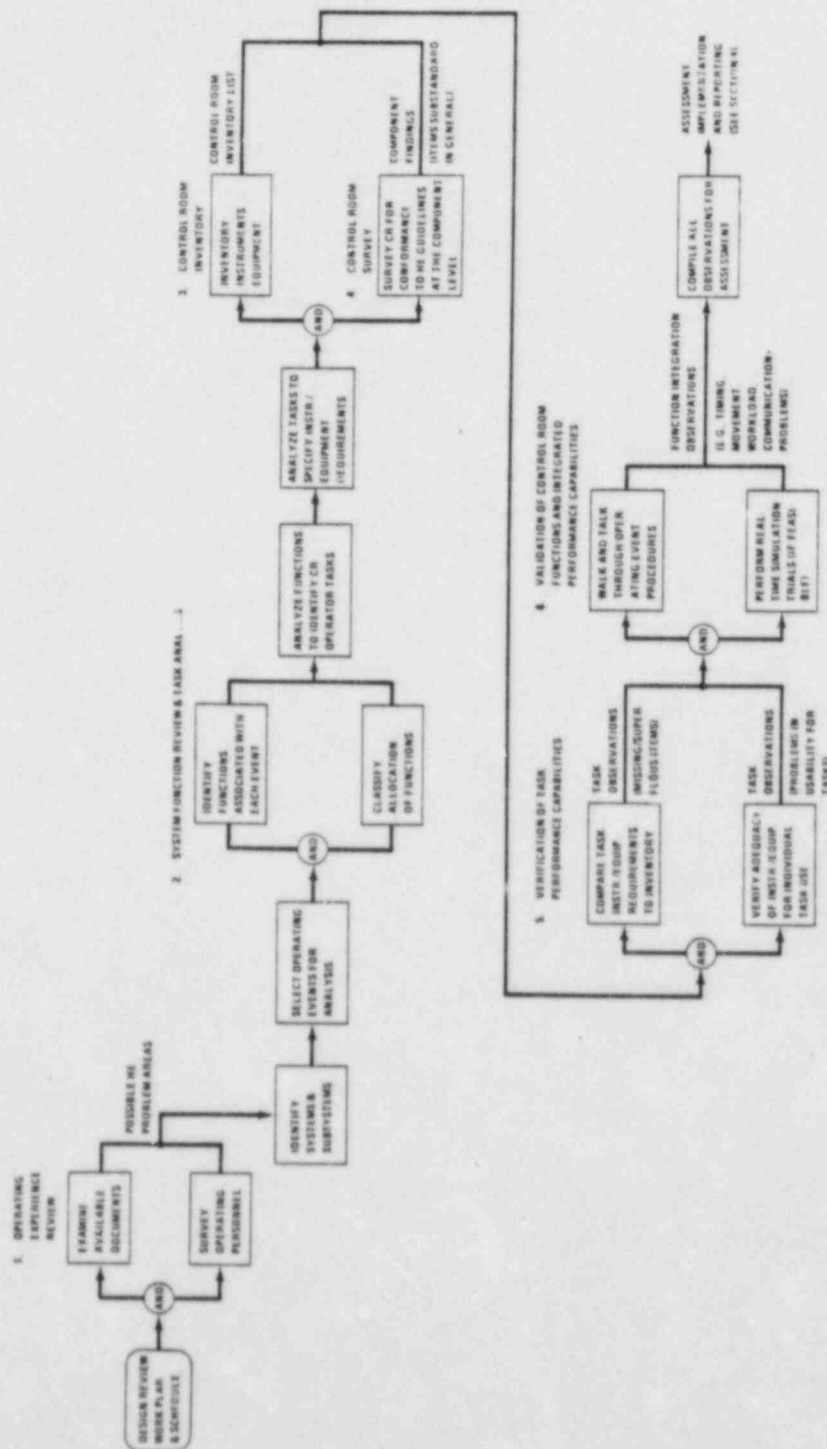 DESIGN REVIEW
WORK PLAN
& SCHEDULE
AND
1 OPERATING
EXPERIENCE
REVIEW
EXAMINE
AVAILABLE
DOCUMENTS
SURVEY
OPERATING
PERSONNEL
POSSIBLE HE
PROBLEM AREAS
IDENTIFY
SYSTEMS &
SUBSYSTEMS
SELECT OPERATING
EVENTS FOR
ANALYSIS
2 SYSTEM FUNCTION REVIEW & TASK ANAL
AND
IDENTIFY
FUNCTIONS
ASSOCIATED WITH
EACH EVENT
CLASSIFY
ALLOCATION
OF FUNCTIONS
ANALYZE FUNCTIONS
TO IDENTIFY CR
OPERATOR TASKS
ANALYZE TASKS TO
SPECIFY INSTR./
EQUIPMENT
REQUIREMENTS
AND
3 CONTROL ROOM
INVENTORY
INVENTORY
INSTRUMENTS
EQUIPMENT
CONTROL ROOM
INVENTORY LIST
4 CONTROL ROOM
SURVEY
SURVEY CR FOR
CONFORMANCE
TO HE GUIDELINES
AT THE COMPONENT
LEVEL
COMPONENT
FINDINGS
(ITEMS SUBSTANDARD
IN GENERAL)
5 VERIFICATION OF TASK
PERFORMANCE CAPABILITIES
AND
COMPARE TASK
INSTR./EQUIP
REQUIREMENTS
TO INVENTORY
TASK
OBSERVATIONS
(MISSING/SUPER
FLOUS ITEMS)
VERIFY ADEQUACY
OF INSTR./EQUIP
FOR INDIVIDUAL
TASK USE
TASK
OBSERVATIONS
(PROBLEMS IN
USABILITY FOR
TASKS)
6 VALIDATION OF CONTROL ROOM
FUNCTIONS AND INTEGRATED
PERFORMANCE CAPABILITIES
AND
WALK AND TALK
THROUGH OPER
ATING EVENT
PROCEDURES
PERFORM REAL
TIME SIMULATION
TRIALS (IF FEASI
BLE)
FUNCTION INTEGRATION
OBSERVATIONS
(E.G. TIMING,
MOVEMENT
WORKLOAD,
COMMUNICATION-
PROBLEMS)
COMPILE ALL
OBSERVATIONS FOR
ASSESSMENT
ASSESSMENT
IMPLEMENTATION
AND REPORTING
(SEE SECTION 4)